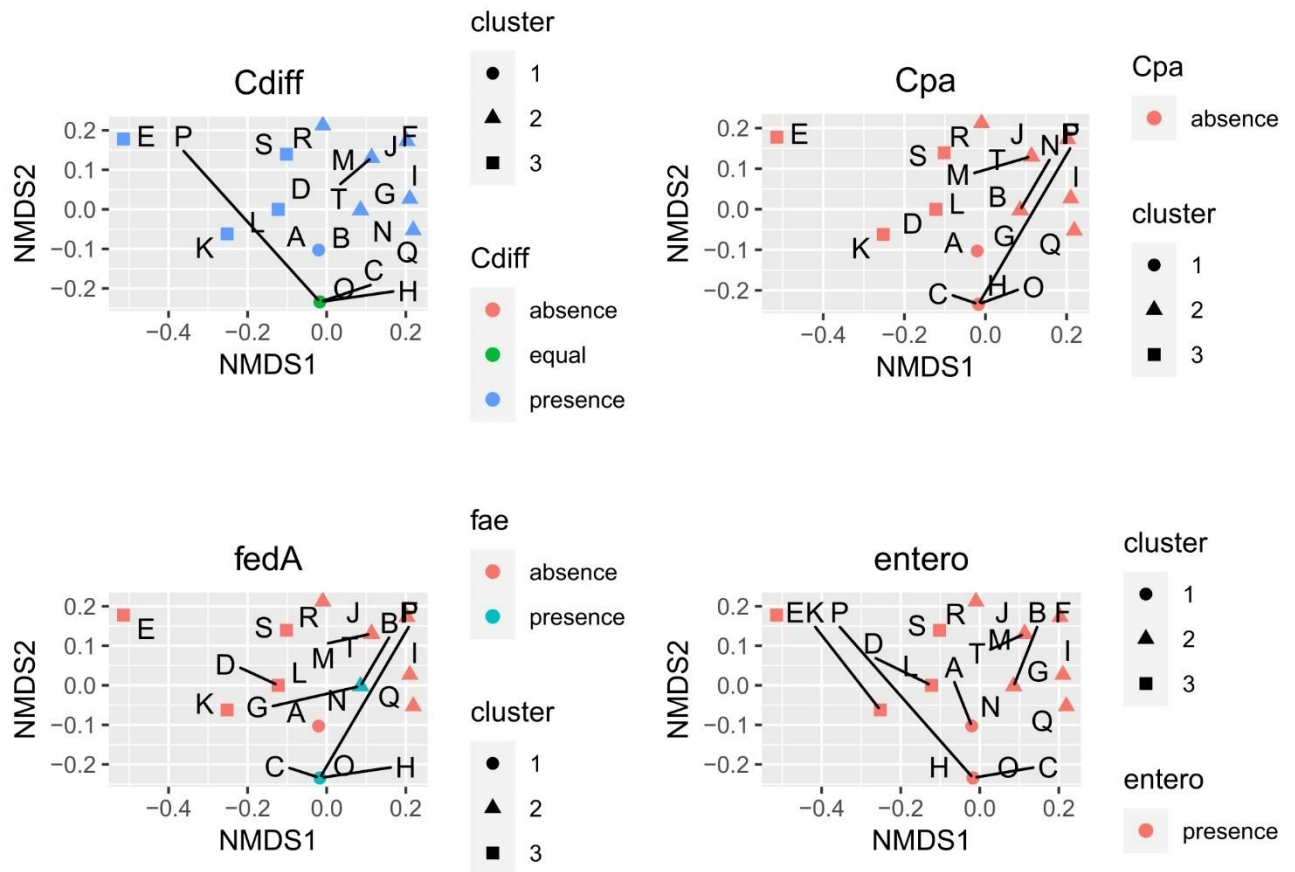 Cdiff
NMDS2
0.2
0.1
0.0
−0.1
−0.2
E
P
S
R
M
J
F
D
T
G
I
L
A
B
N
K
Q
O
C
H
−0.4
−0.2
0.0
0.2
NMDS1
cluster
1
2
3
Cdiff
absence
equal
presence
Cpa
NMDS2
0.2
0.1
0.0
−0.1
−0.2
E
R
J
N
P
S
M
T
I
D
L
B
K
A
G
Q
C
H
O
−0.4
−0.2
0.0
0.2
NMDS1
Cpa
absence
cluster
1
2
3
fedA
NMDS2
0.2
0.1
0.0
−0.1
−0.2
E
S
R
J
B
P
D
L
M
T
I
K
G
A
N
Q
C
O
H
−0.4
−0.2
0.0
0.2
NMDS1
fae
absence
presence
cluster
1
2
3
entero
NMDS2
0.2
0.1
0.0
−0.1
−0.2
E
K
P
S
R
J
B
F
D
L
A
T
M
G
I
N
Q
H
O
C
−0.4
−0.2
0.0
0.2
NMDS1
cluster
1
2
3
entero
presence